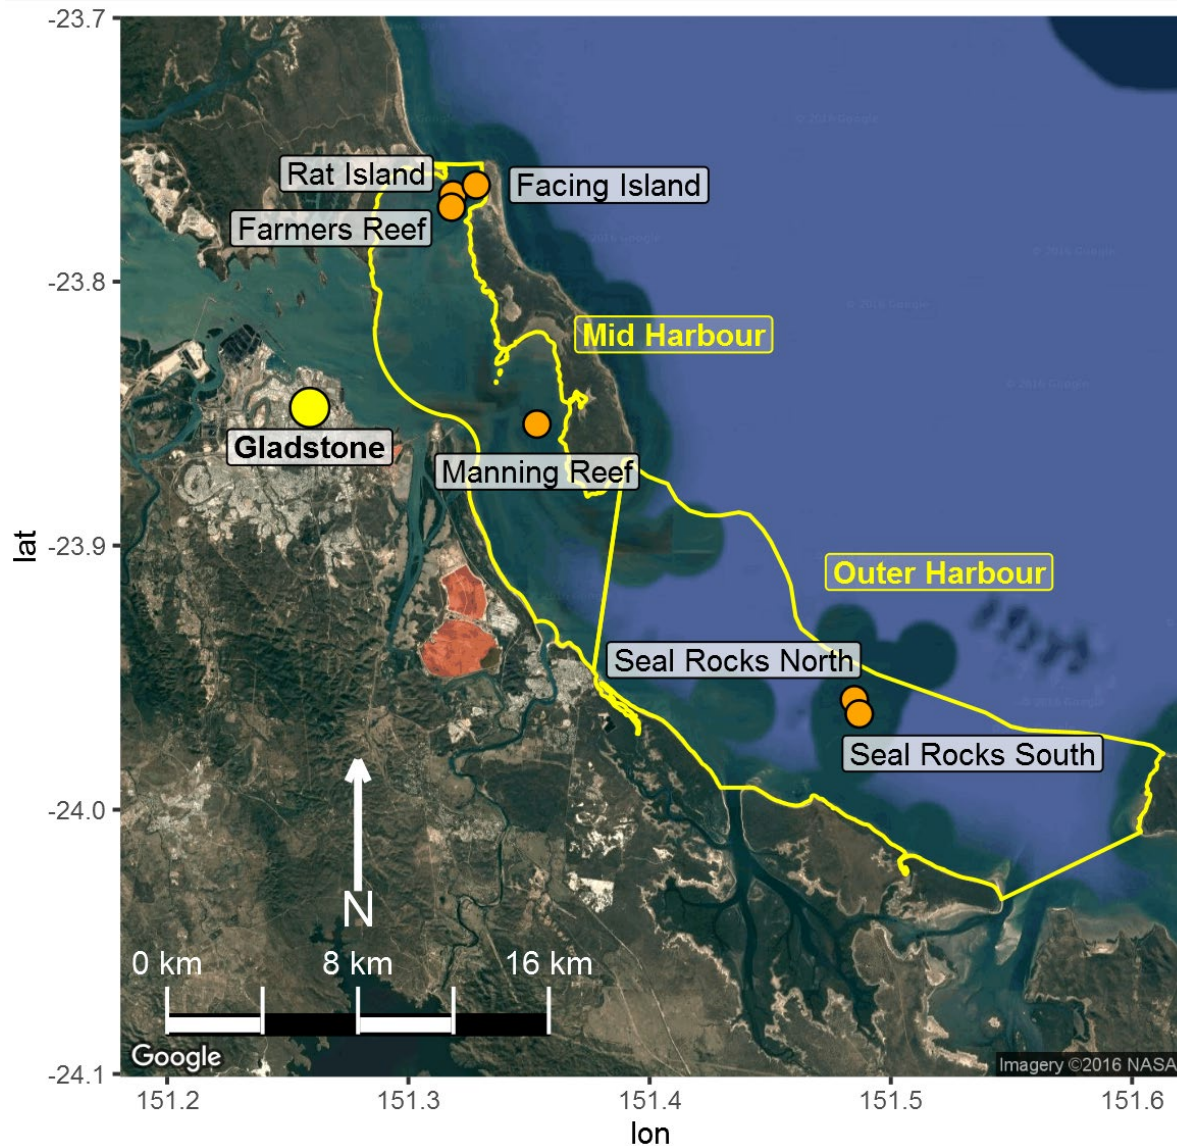 -23.7
Rat Island
Facing Island
Farmers Reef
-23.8
Mid Harbour
Gladstone
Manning Reef
lat
-23.9
Outer Harbour
Seal Rocks North
Seal Rocks South
-24.0
N
0 km 8 km 16 km
Google
Imagery ©2016 NASA
-24.1
151.2 151.3 151.4 151.5 151.6
lon